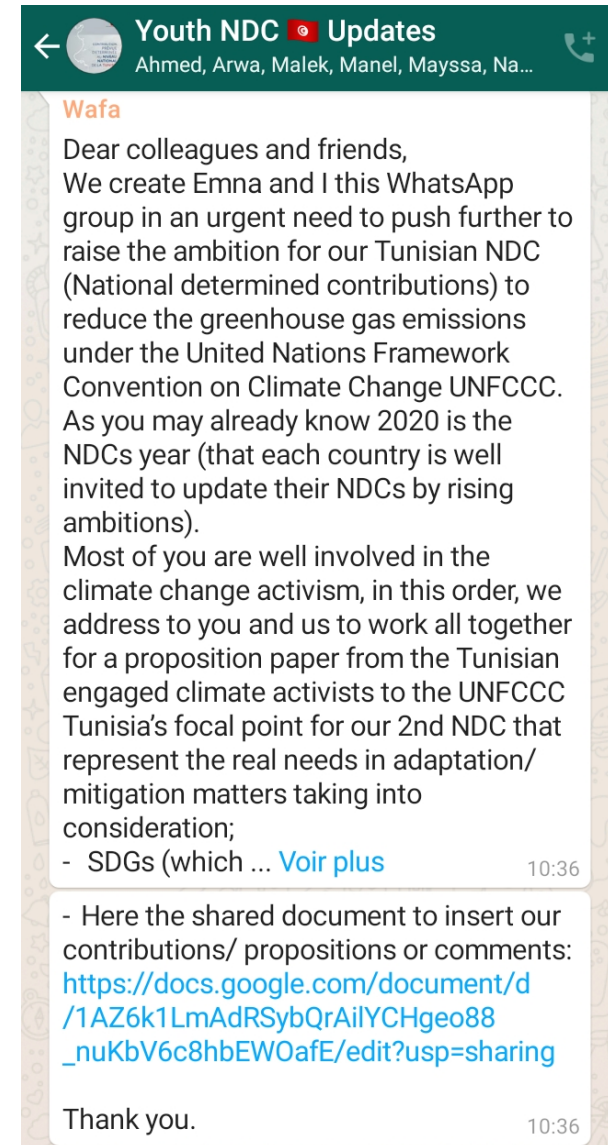 Youth NDC 🇹🇳 Updates
Ahmed, Arwa, Malek, Manel, Mayssa, Na...
Wafa
Dear colleagues and friends,
We create Emna and I this WhatsApp
group in an urgent need to push further to
raise the ambition for our Tunisian NDC
(National determined contributions) to
reduce the greenhouse gas emissions
under the United Nations Framework
Convention on Climate Change UNFCCC.
As you may already know 2020 is the
NDCs year (that each country is well
invited to update their NDCs by rising
ambitions).
Most of you are well involved in the
climate change activism, in this order, we
address to you and us to work all together
for a proposition paper from the Tunisian
engaged climate activists to the UNFCCC
Tunisia’s focal point for our 2nd NDC that
represent the real needs in adaptation/
mitigation matters taking into
consideration;
- SDGs (which ... Voir plus
10:36
- Here the shared document to insert our
contributions/ propositions or comments:
https://docs.google.com/document/d
/1AZ6k1LmAdRSybQrAilYCHgeo88
_nuKbV6c8hbEWOafE/edit?usp=sharing
Thank you.
10:36